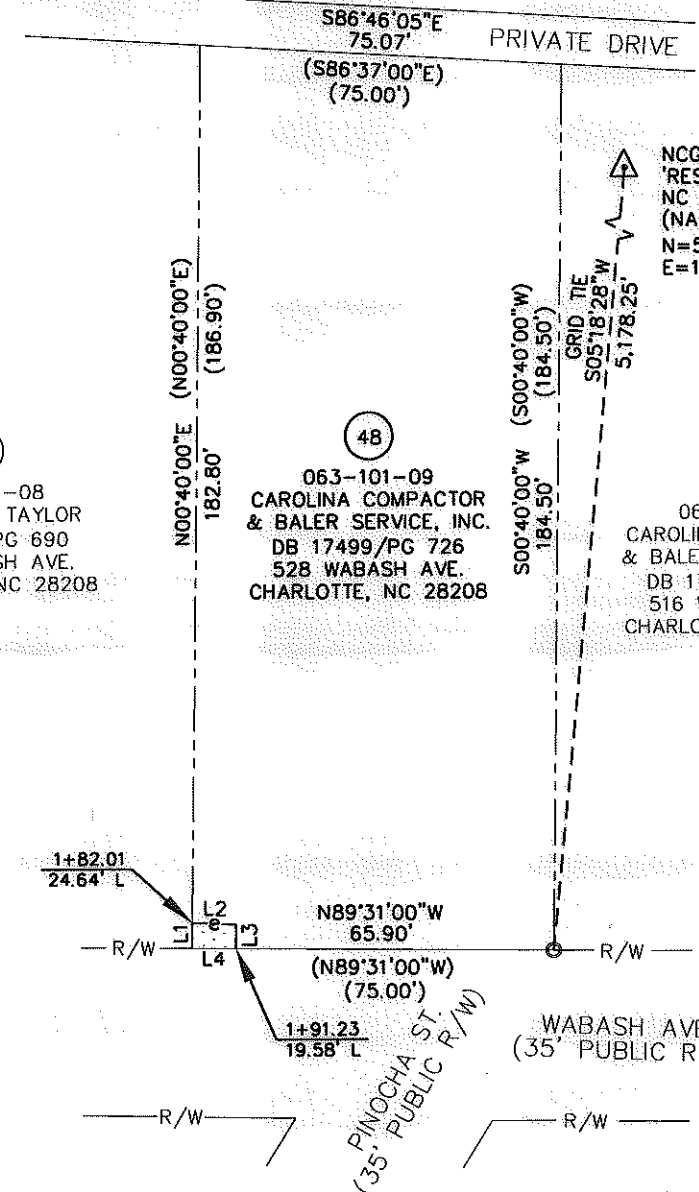 S86°46'05"E
75.07'
(S86°37'00"E)
(75.00')
PRIVATE DRIVE
NCG
'RES
NC
(NA
N=5
E=1
N00°40'00"E (N00°40'00"E)
182.80' (186.90')
S00°40'00"W (S00°40'00"W)
184.50' (184.50')
GRID TIE
S05°18'28"W
5,178.25'
48
063-101-09
CAROLINA COMPACTOR
& BALER SERVICE, INC.
DB 17499/PG 726
528 WABASH AVE.
CHARLOTTE, NC 28208
-08
TAYLOR
PG 690
SH AVE.
NC 28208
06
CAROLIN
& BALE
DB 1
516
CHARLO
1+82.01
24.64' L
L1
L2
e
L3
L4
R/W
N89°31'00"W
65.90'
(N89°31'00"W)
(75.00')
R/W
1+91.23
19.58' L
PINOCHA ST.
(35' PUBLIC R/W)
WABASH AVE
(35' PUBLIC R
R/W
R/W